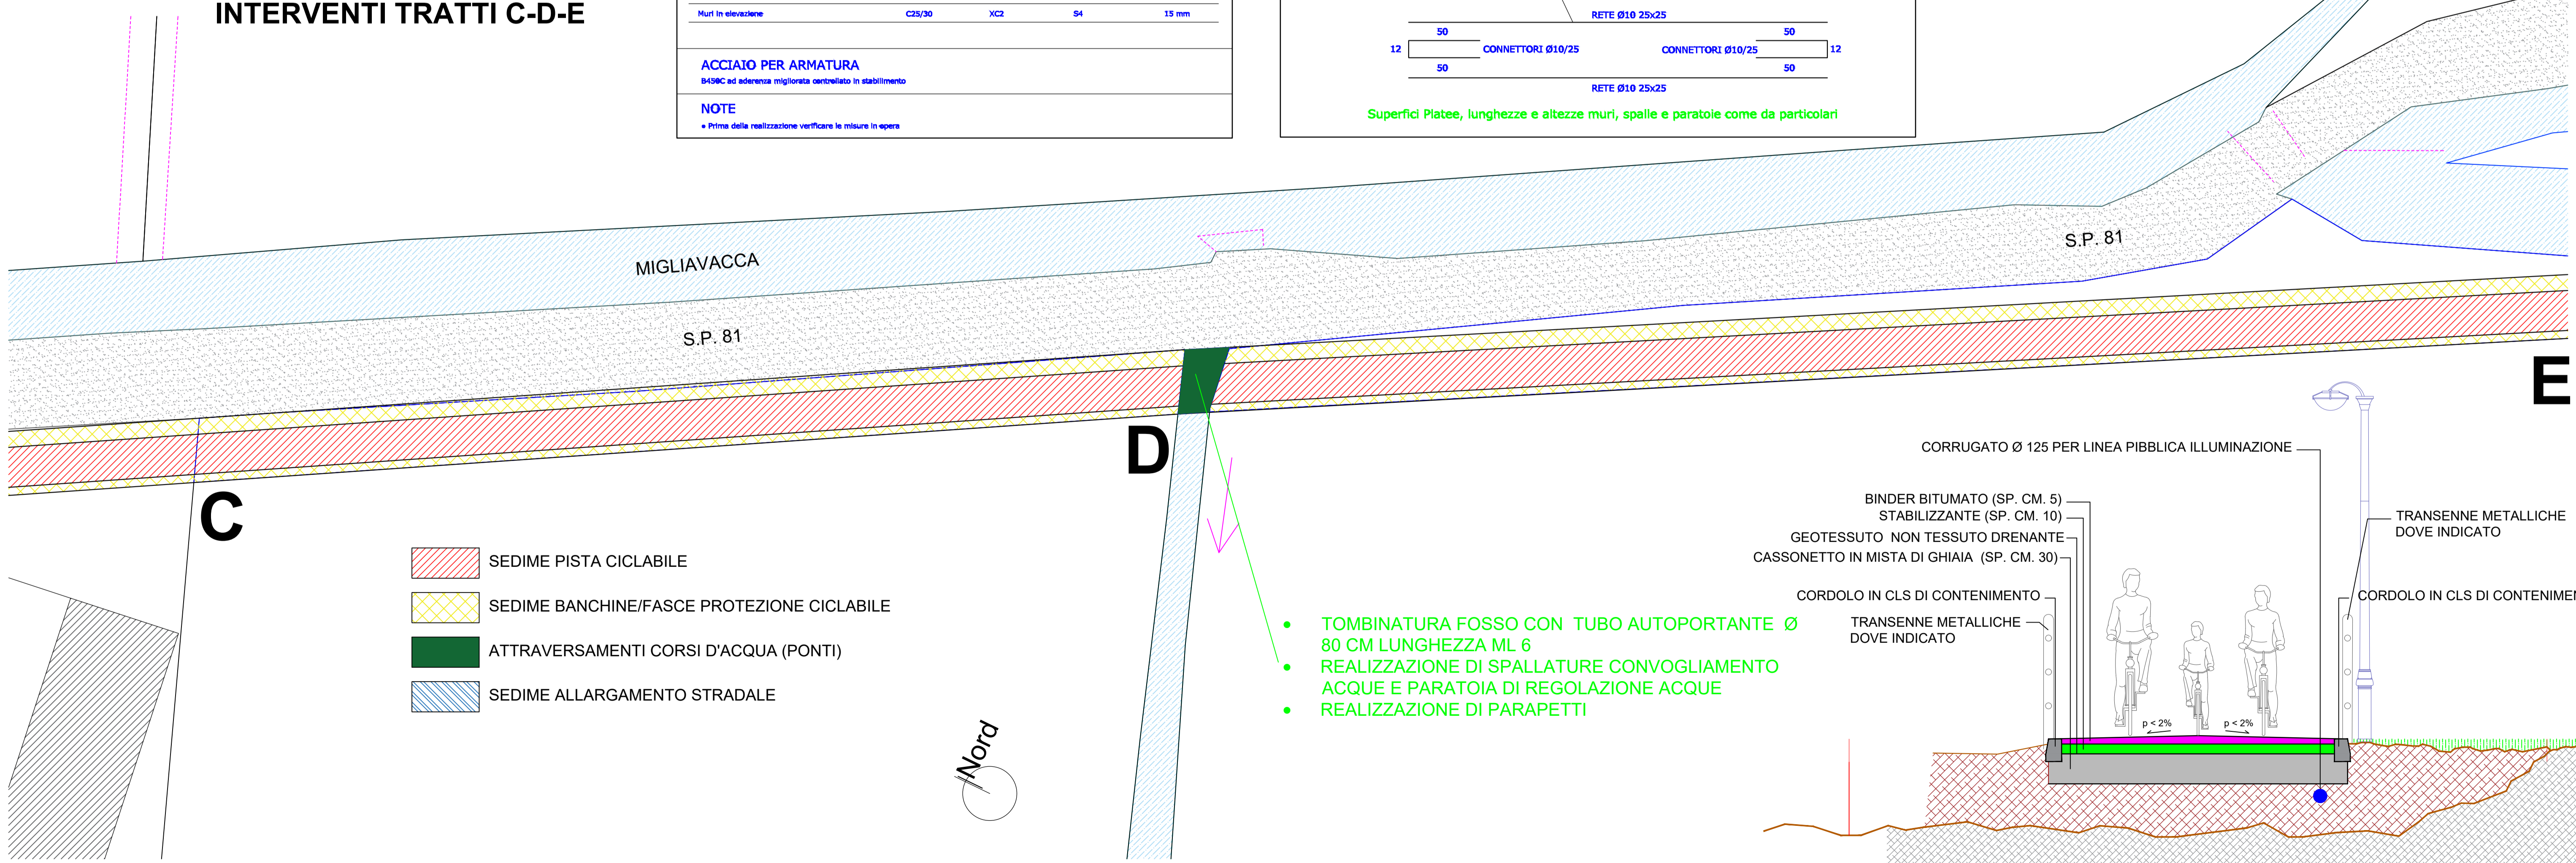 INTERVENTI TRATTI C-D-E
Muri in elevazione C25/30 XC2 S4 15 mm
ACCIAIO PER ARMATURA
B450C ad aderenza migliorata controllato in stabilimento
NOTE
• Prima della realizzazione verificare le misure in opera
RETE Ø10 25x25
50 50
12 CONNETTORI Ø10/25 CONNETTORI Ø10/25 12
50 50
RETE Ø10 25x25
Superfici Platee, lunghezze e altezze muri, spalle e paratoie come da particolari
MIGLIAVACCA
S.P. 81
S.P. 81
C
D
E
SEDIME PISTA CICLABILE
SEDIME BANCHINE/FASCE PROTEZIONE CICLABILE
ATTRAVERSAMENTI CORSI D'ACQUA (PONTI)
SEDIME ALLARGAMENTO STRADALE
Nord
• TOMBINATURA FOSSO CON TUBO AUTOPORTANTE Ø
80 CM LUNGHEZZA ML 6
• REALIZZAZIONE DI SPALLATURE CONVOGLIAMENTO
ACQUE E PARATOIA DI REGOLAZIONE ACQUE
• REALIZZAZIONE DI PARAPETTI
CORRUGATO Ø 125 PER LINEA PIBBLICA ILLUMINAZIONE
BINDER BITUMATO (SP. CM. 5)
STABILIZZANTE (SP. CM. 10)
GEOTESSUTO NON TESSUTO DRENANTE
CASSONETTO IN MISTA DI GHIAIA (SP. CM. 30)
CORDOLO IN CLS DI CONTENIMENTO
TRANSENNE METALLICHE
DOVE INDICATO
TRANSENNE METALLICHE
DOVE INDICATO
CORDOLO IN CLS DI CONTENIME
p < 2% p < 2%